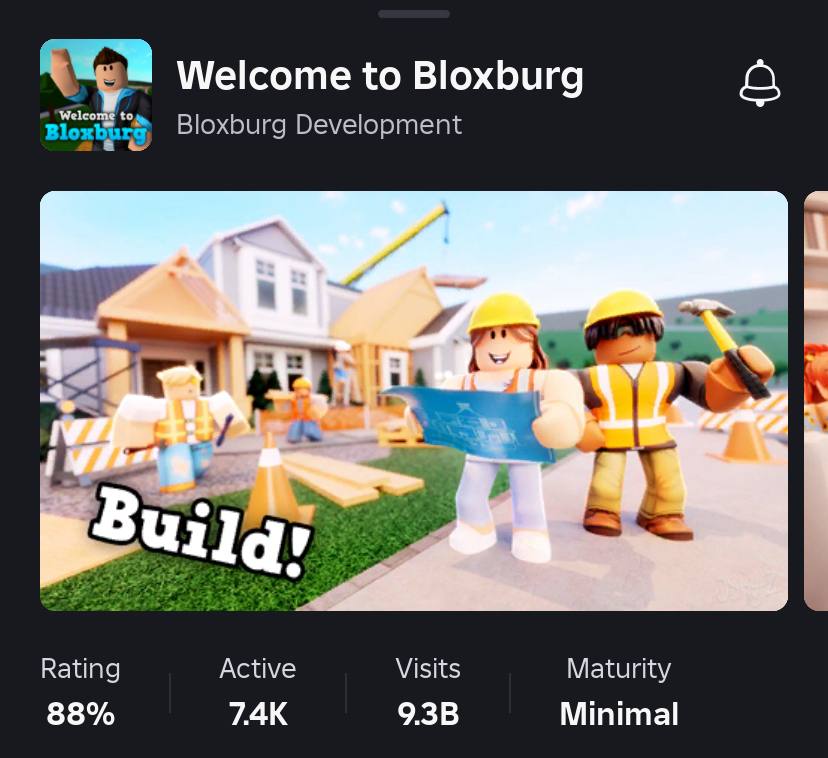 Welcome to Bloxburg
Bloxburg Development
Welcome to
Bloxburg
Build!
Rating
Active
Visits
Maturity
88%
7.4K
9.3B
Minimal